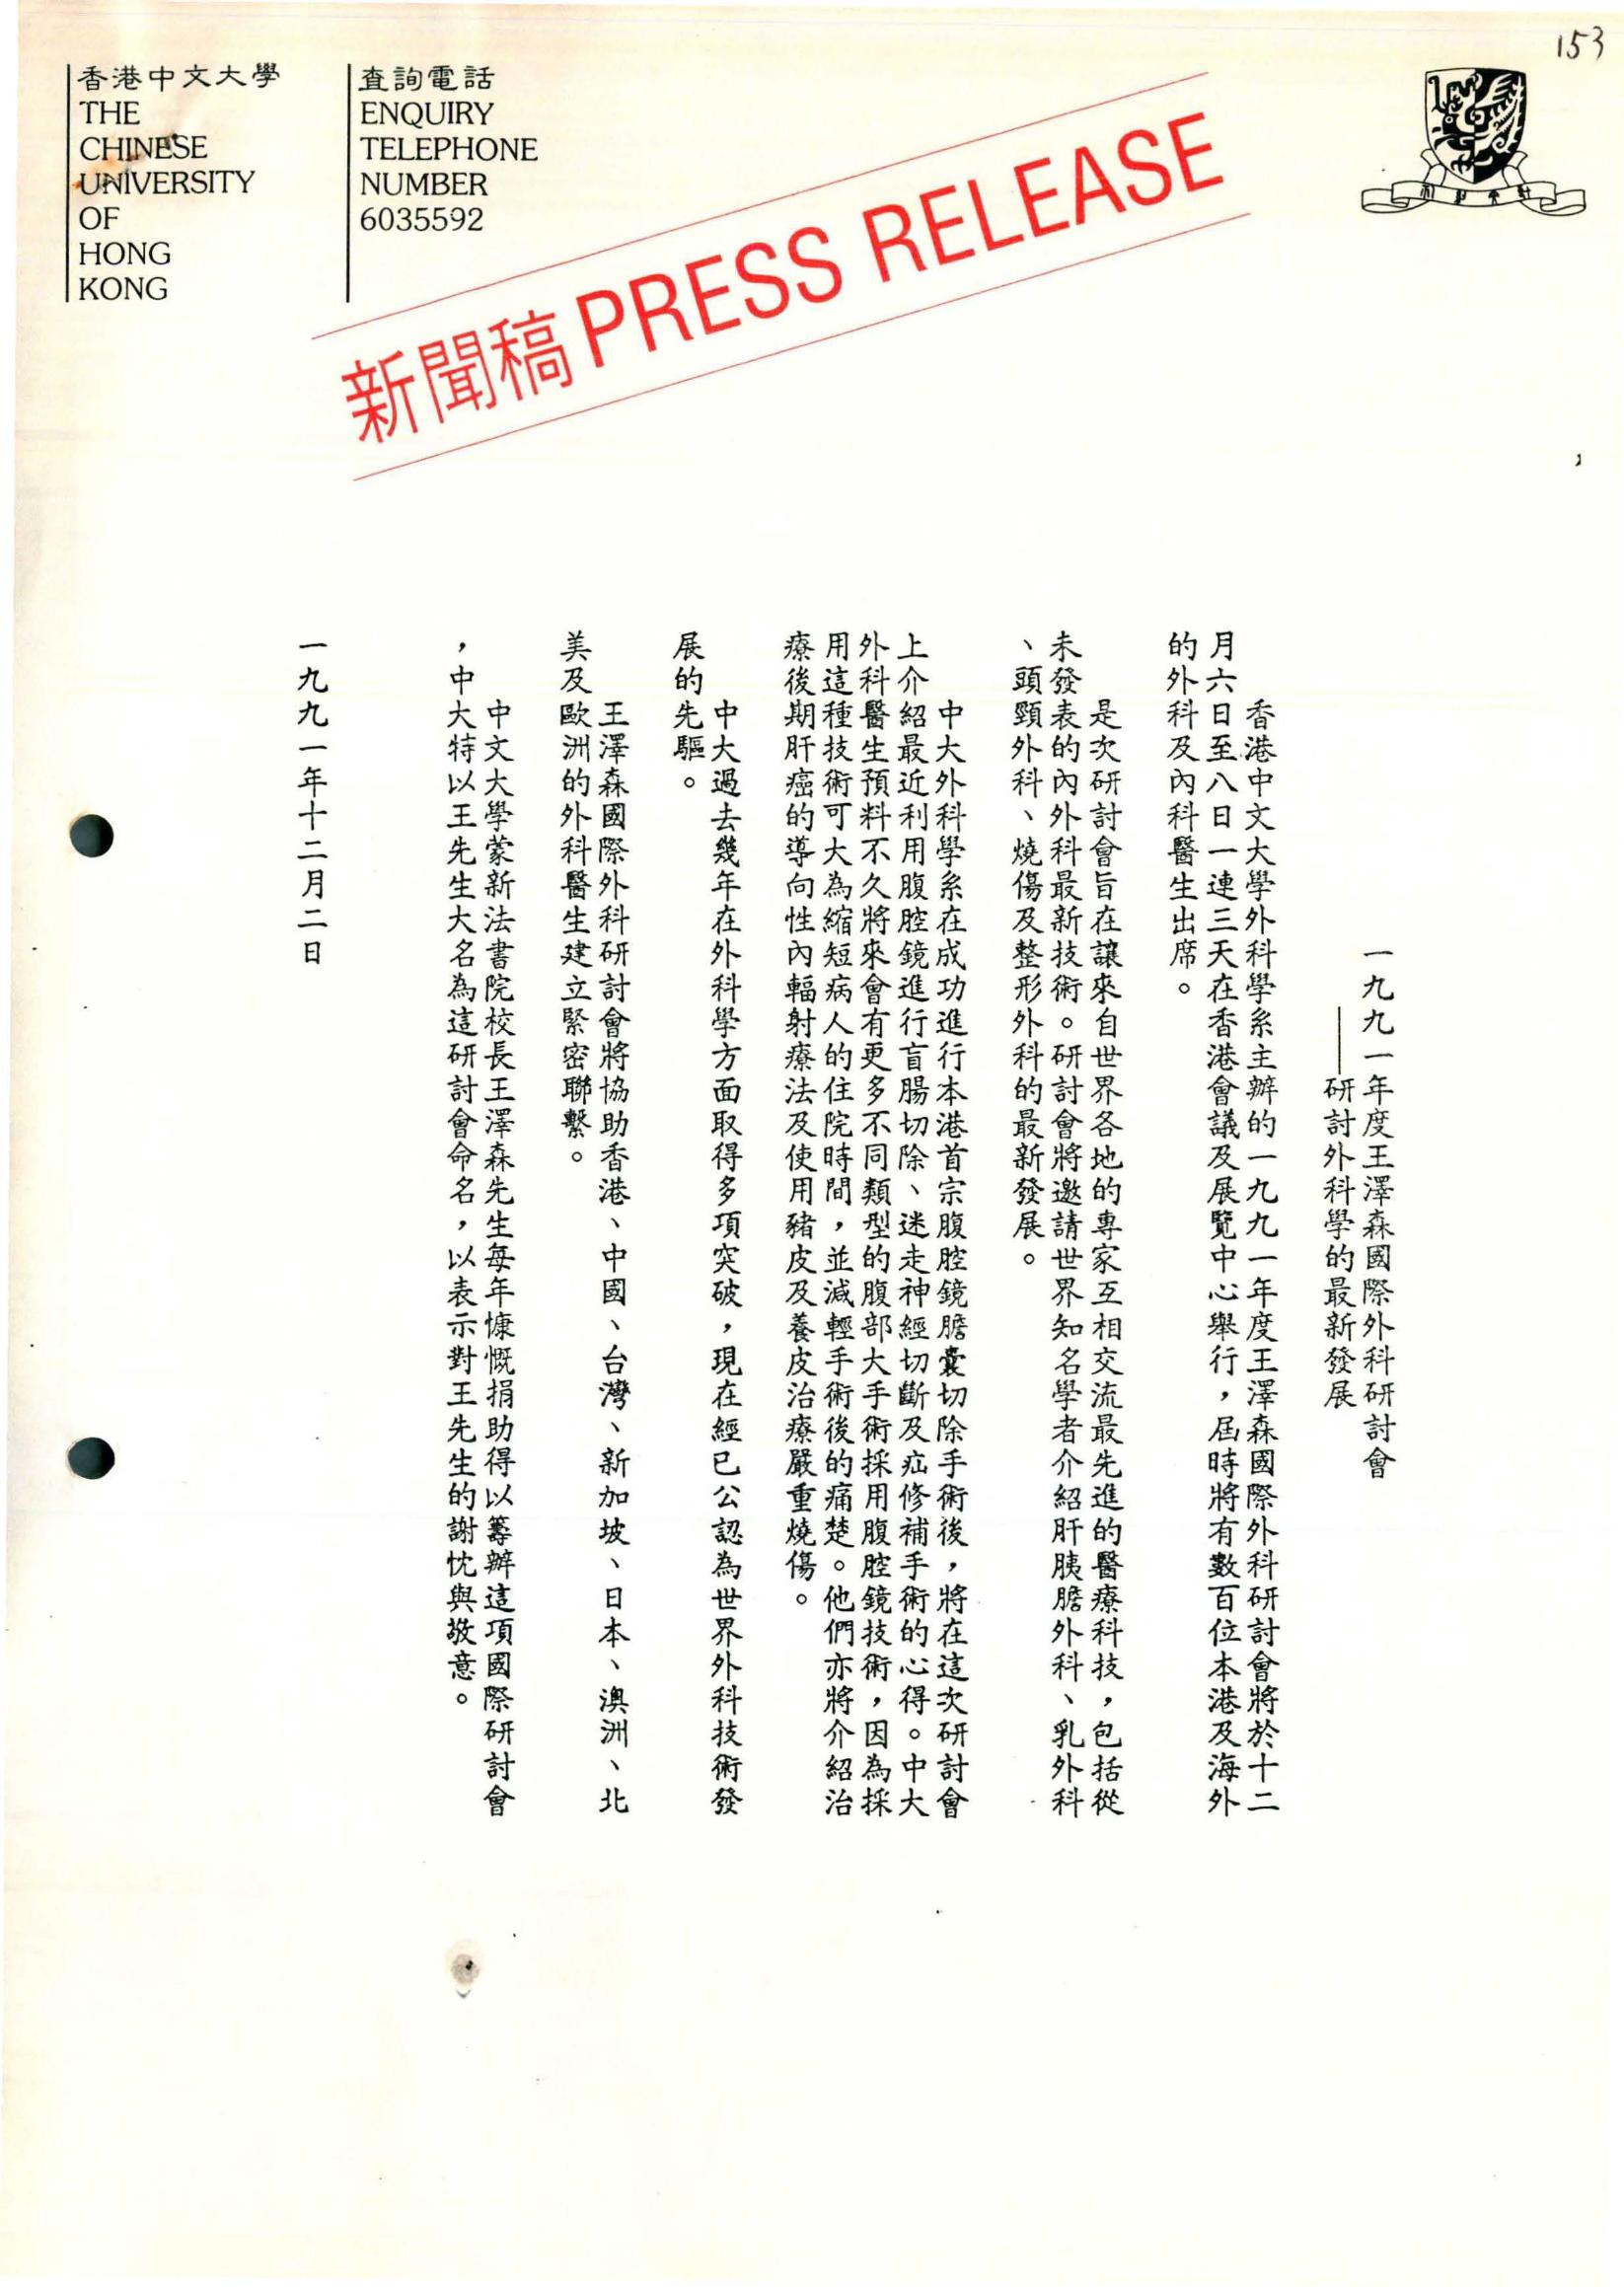 153
香港中文大學
THE
CHINESE
UNIVERSITY
OF
HONG
KONG
查詢電話
ENQUIRY
TELEPHONE
NUMBER
6035592
新聞稿 PRESS RELEASE
一九九一年度王澤森國際外科研討會
──研討外科學的最新發展
香港中文大學外科學系主辦的一九九一年度王澤森國際外科研討會將於十二
月六日至八日一連三天在香港會議及展覽中心舉行，屆時將有數百位本港及海外
的外科及內科醫生出席。
是次研討會旨在讓來自世界各地的專家互相交流最先進的醫療科技，包括從
未發表的內外科最新技術。研討會將邀請世界知名學者介紹肝胰膽外科、乳外科
、頭頸外科、燒傷及整形外科的最新發展。
中大外科學系在成功進行本港首宗腹腔鏡膽囊切除手術後，將在這次研討會
上介紹最近利用腹腔鏡進行盲腸切除、迷走神經切斷及疝修補手術的心得。中大
外科醫生預料不久將來會有更多不同類型的腹部大手術採用腹腔鏡技術，因為採
用這種技術可大為縮短病人的住院時間，並減輕手術後的痛楚。他們亦將介紹治
療後期肝癌的導向性內輻射療法及使用豬皮及養皮治療嚴重燒傷。
中大過去幾年在外科學方面取得多項突破，現在經已公認為世界外科技術發
展的先驅。
王澤森國際外科研討會將協助香港、中國、台灣、新加坡、日本、澳洲、北
美及歐洲的外科醫生建立緊密聯繫。
中文大學蒙新法書院校長王澤森先生每年慷慨捐助得以籌辦這項國際研討會
，中大特以王先生大名為這研討會命名，以表示對王先生的謝忱與敬意。
一九九一年十二月二日